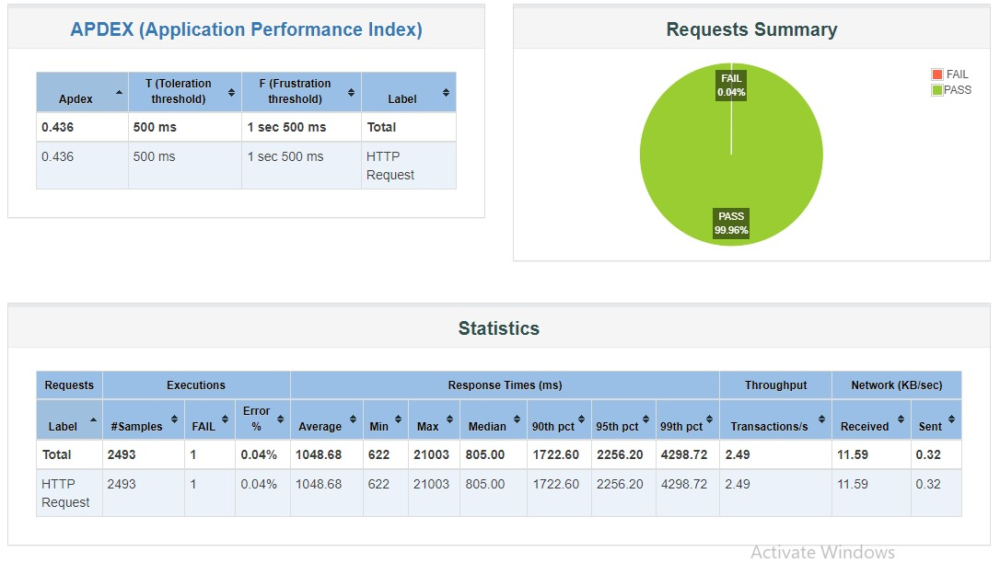 APDEX (Application Performance Index)
Apdex T (Toleration threshold) F (Frustration threshold) Label
0.436 500 ms 1 sec 500 ms Total
0.436 500 ms 1 sec 500 ms HTTP Request
Requests Summary
FAIL
0.04%
PASS
99.96%
FAIL
PASS
Statistics
Requests Executions Response Times (ms) Throughput Network (KB/sec)
Label #Samples FAIL Error % Average Min Max Median 90th pct 95th pct 99th pct Transactions/s Received Sent
Total 2493 1 0.04% 1048.68 622 21003 805.00 1722.60 2256.20 4298.72 2.49 11.59 0.32
HTTP Request 2493 1 0.04% 1048.68 622 21003 805.00 1722.60 2256.20 4298.72 2.49 11.59 0.32
Activate Windows